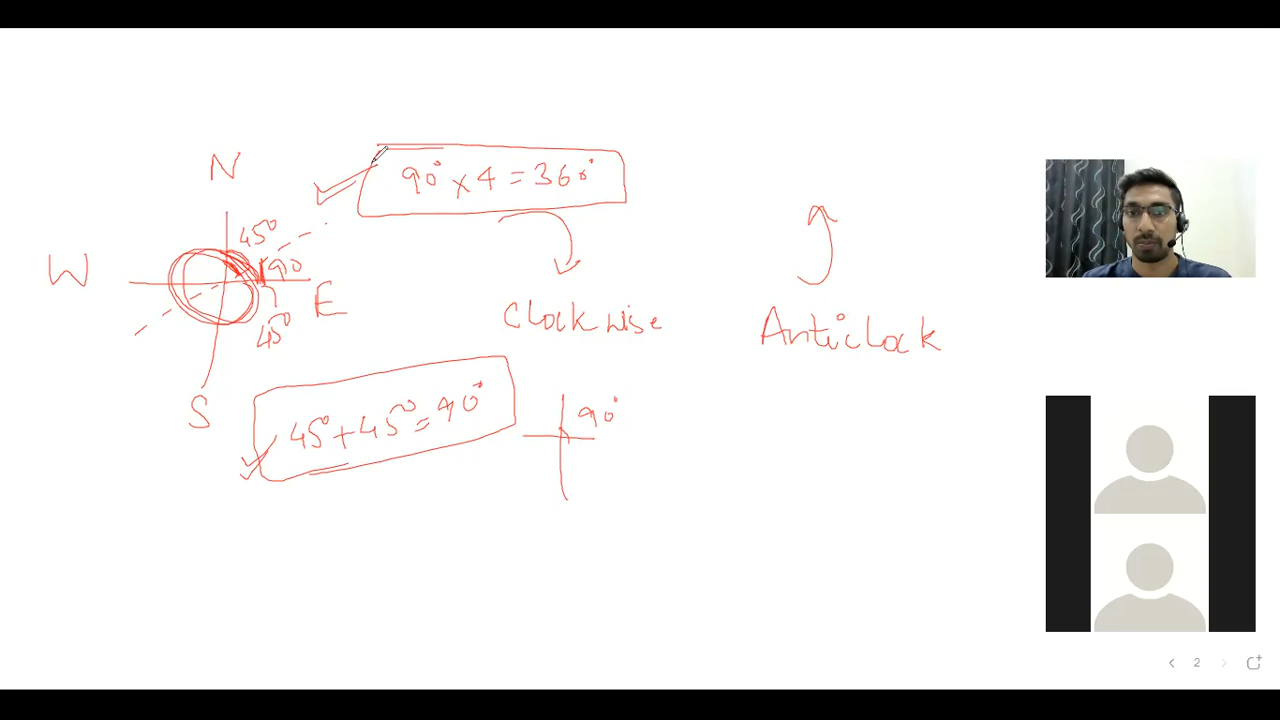 N
90° x 4 = 360°
45°
W
90
E
45°
Clockwise
Anticlock
S
45° + 45° = 90°
90°
2